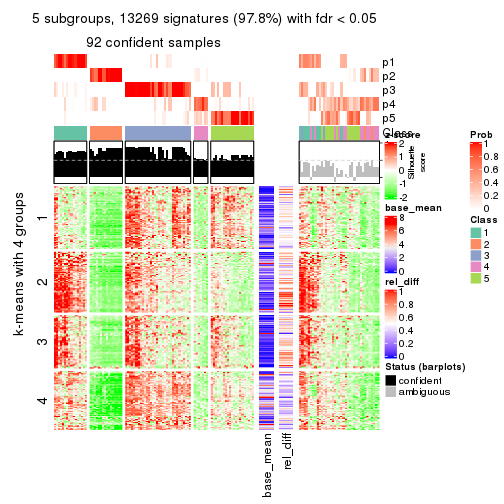 5 subgroups, 13269 signatures (97.8%) with fdr < 0.05
92 confident samples
p1
p2
p3
p4
p5
Class
1
2
3
4
k-means with 4 groups
base_mean
rel_diff
z-score
2
1
0
-1
-2
Silhouette
score
base_mean
8
6
4
2
0
rel_diff
1
0.8
0.6
0.4
0.2
0
Status (barplots)
confident
ambiguous
Prob
1
0.8
0.6
0.4
0.2
0
Class
1
2
3
4
5